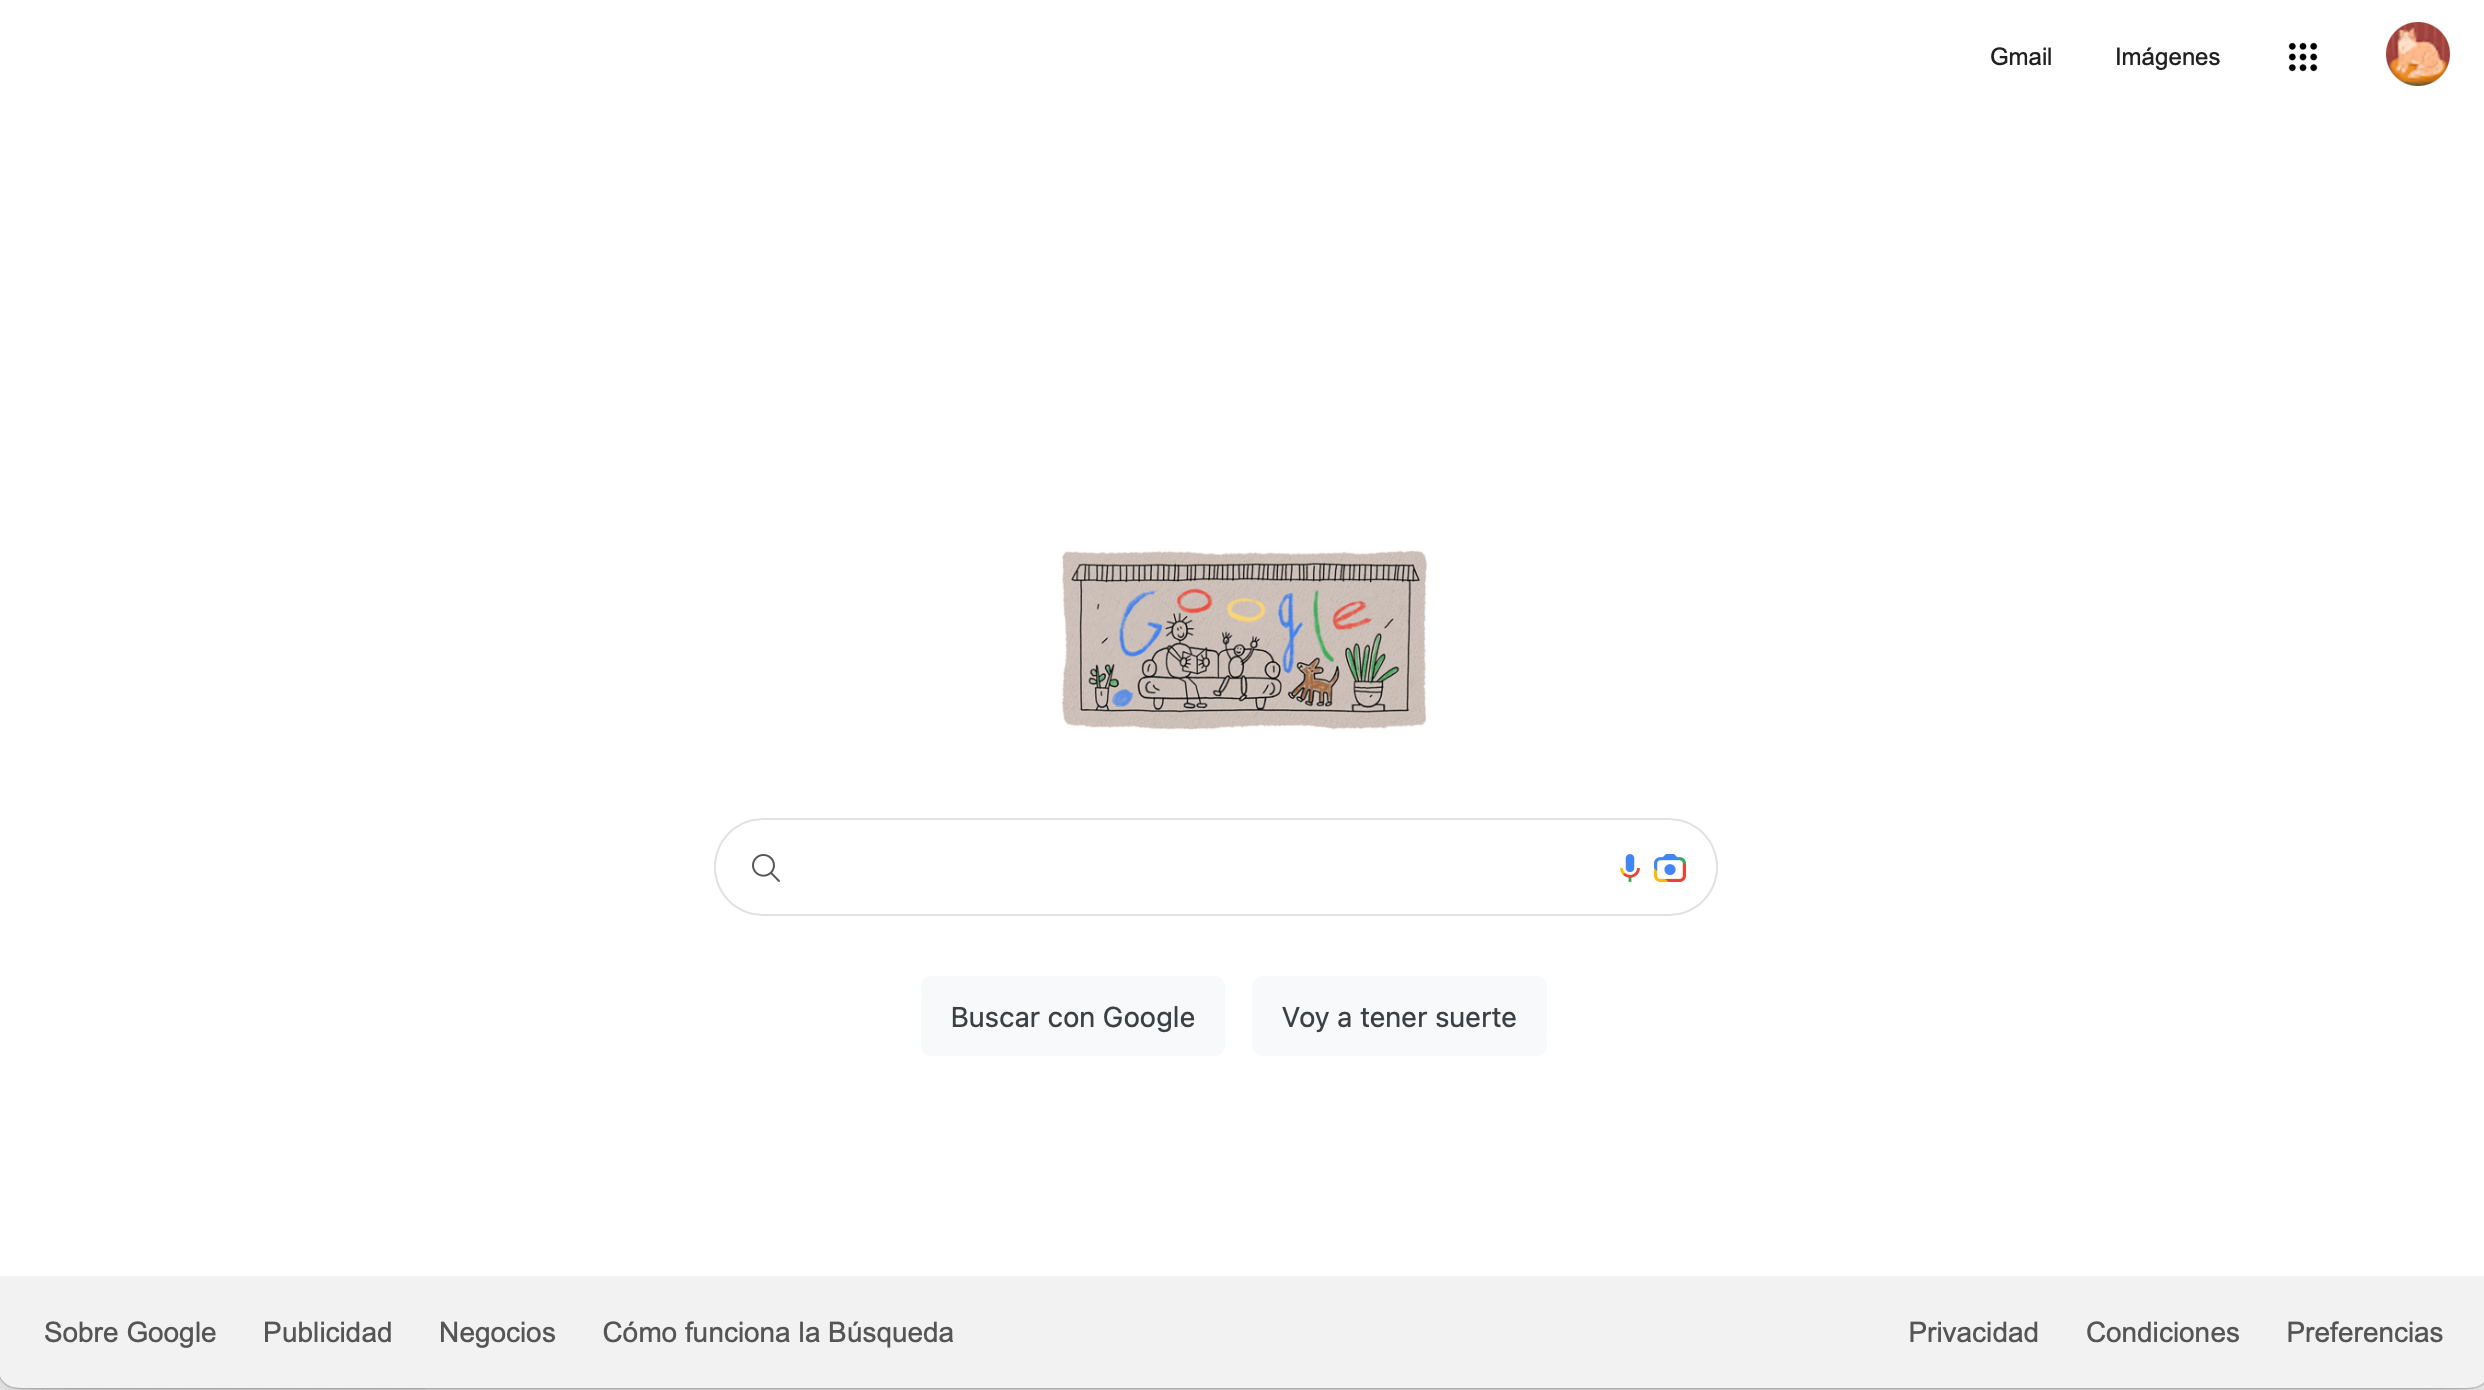 Gmail Imágenes
Google
Buscar con Google Voy a tener suerte
Sobre Google Publicidad Negocios Cómo funciona la Búsqueda Privacidad Condiciones Preferencias